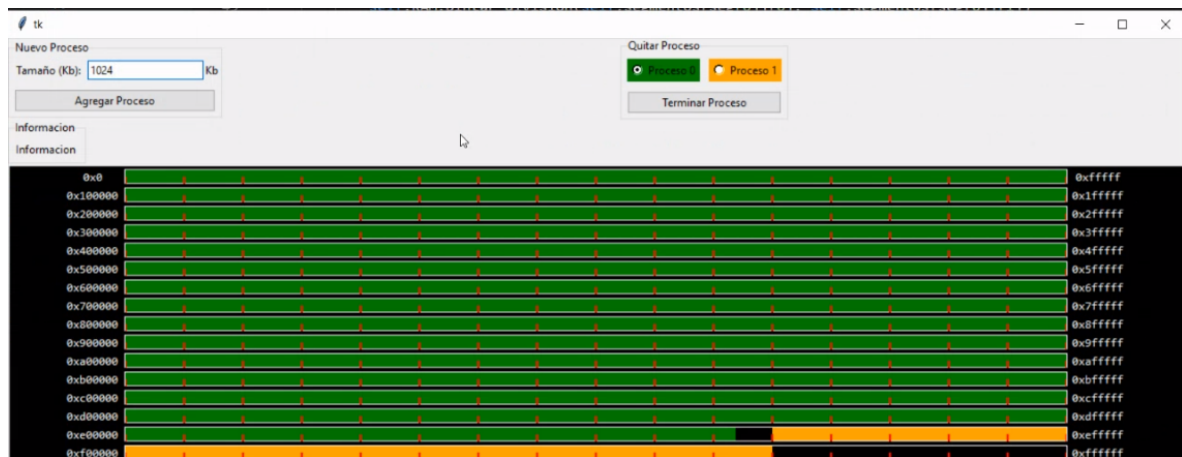 tk
Nuevo Proceso
Tamaño (Kb): 1024 Kb
Agregar Proceso
Quitar Proceso
Proceso 0 Proceso 1
Terminar Proceso
Informacion
Informacion
0x0 0xfffff
0x100000 0x1fffff
0x200000 0x2fffff
0x300000 0x3fffff
0x400000 0x4fffff
0x500000 0x5fffff
0x600000 0x6fffff
0x700000 0x7fffff
0x800000 0x8fffff
0x900000 0x9fffff
0xa00000 0xafffff
0xb00000 0xbfffff
0xc00000 0xcfffff
0xd00000 0xdfffff
0xe00000 0xefffff
0xf00000 0xffffff